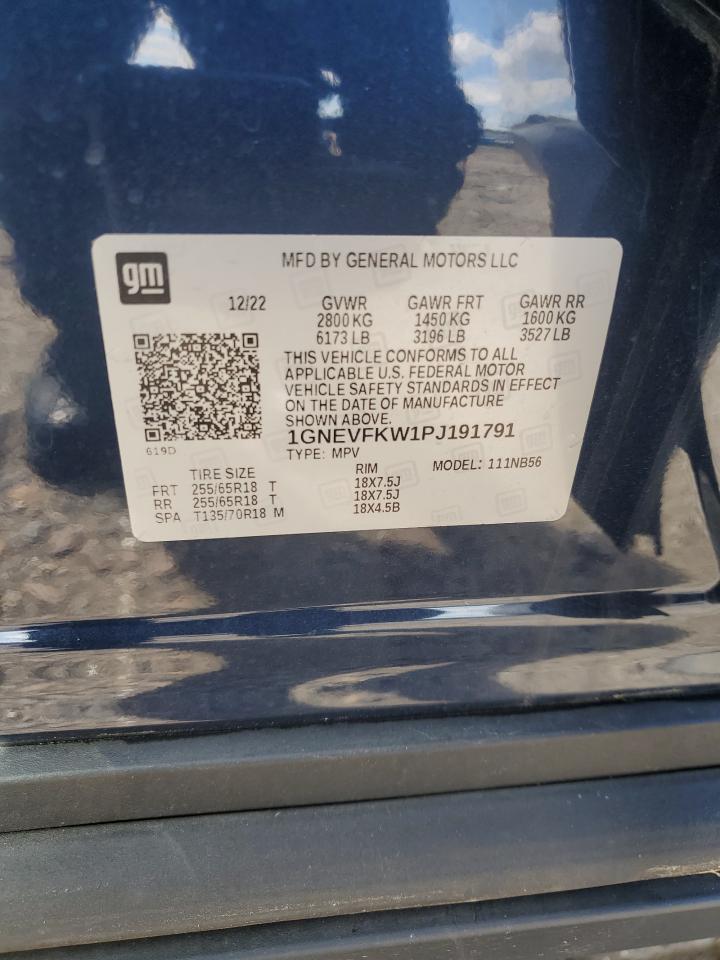 gm
MFD BY GENERAL MOTORS LLC
12/22 GVWR GAWR FRT GAWR RR
2800 KG 1450 KG 1600 KG
6173 LB 3196 LB 3527 LB
THIS VEHICLE CONFORMS TO ALL
APPLICABLE U.S. FEDERAL MOTOR
VEHICLE SAFETY STANDARDS IN EFFECT
ON THE DATE OF MANUFACTURE
SHOWN ABOVE.
619D
1GNEVFKW1PJ191791
TYPE: MPV MODEL: 111NB56
TIRE SIZE RIM
FRT 255/65R18 T 18X7.5J
RR 255/65R18 T 18X7.5J
SPA T135/70R18 M 18X4.5B